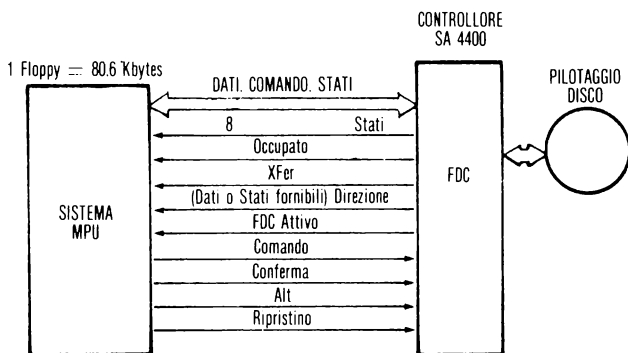 CONTROLLORE
SA 4400
1 Floppy = 80.6 Kbytes
DATI. COMANDO. STATI
PILOTAGGIO
DISCO
8 Stati
Occupato
XFer
(Dati o Stati fornibili) Direzione
FDC Attivo
Comando
Conferma
Alt
Ripristino
SISTEMA
MPU
FDC